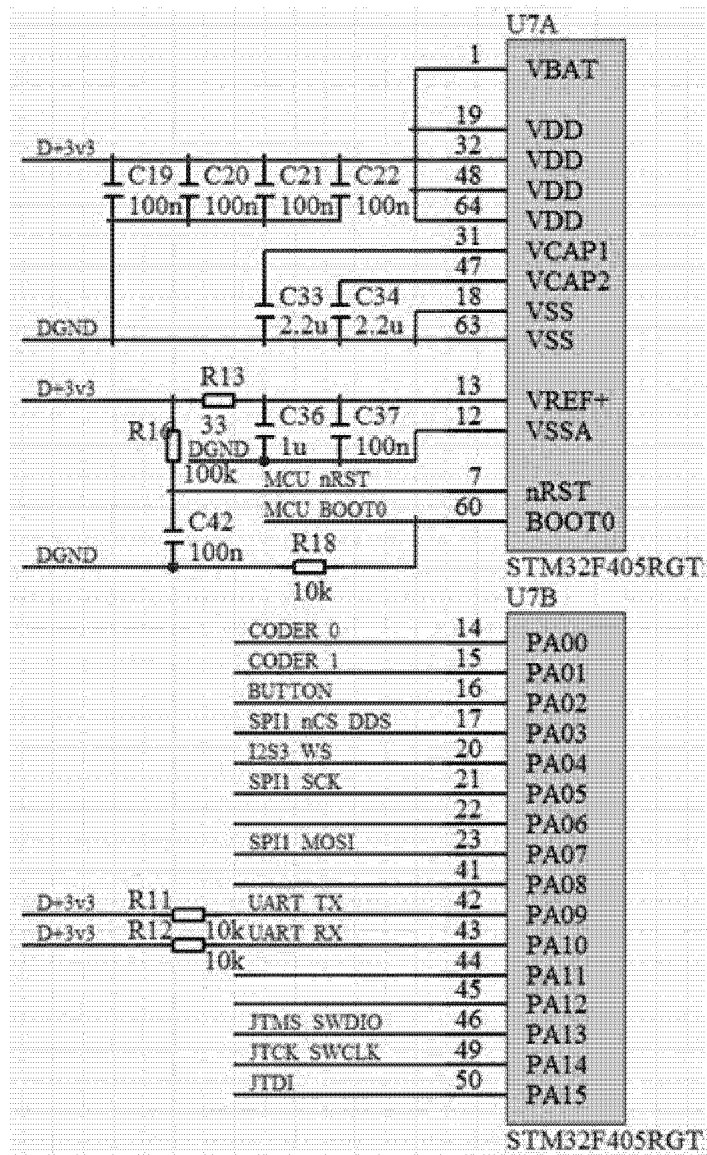 U7A
1 VBAT
19 VDD
D+3v3 32 VDD
C19 C20 C21 C22 48 VDD
100n 100n 100n 100n 64 VDD
31 VCAP1
47 VCAP2
C33 C34 18 VSS
DGND 2.2u 2.2u 63 VSS
R13
D+3v3 13 VREF+
R16 33 C36 C37 12 VSSA
DGND 1u 100n
100k MCU nRST 7 nRST
C42 MCU BOOT0 60 BOOT0
DGND 100n R18
10k STM32F405RGT
U7B
CODER 0 14 PA00
CODER 1 15 PA01
BUTTON 16 PA02
SPI1 nCS DDS 17 PA03
I2S3 WS 20 PA04
SPI1 SCK 21 PA05
22 PA06
SPI1 MOSI 23 PA07
41 PA08
D+3v3 R11 UART TX 42 PA09
D+3v3 R12 10k UART RX 43 PA10
10k 44 PA11
45 PA12
JTMS SWDIO 46 PA13
JTCK SWCLK 49 PA14
JTDI 50 PA15
STM32F405RGT